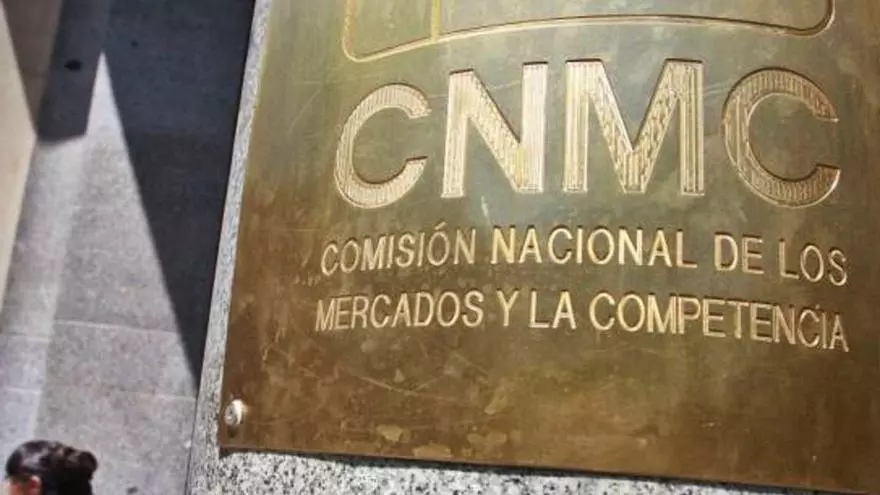 CNMC
COMISIÓN NACIONAL DE LOS
MERCADOS Y LA COMPETENCIA